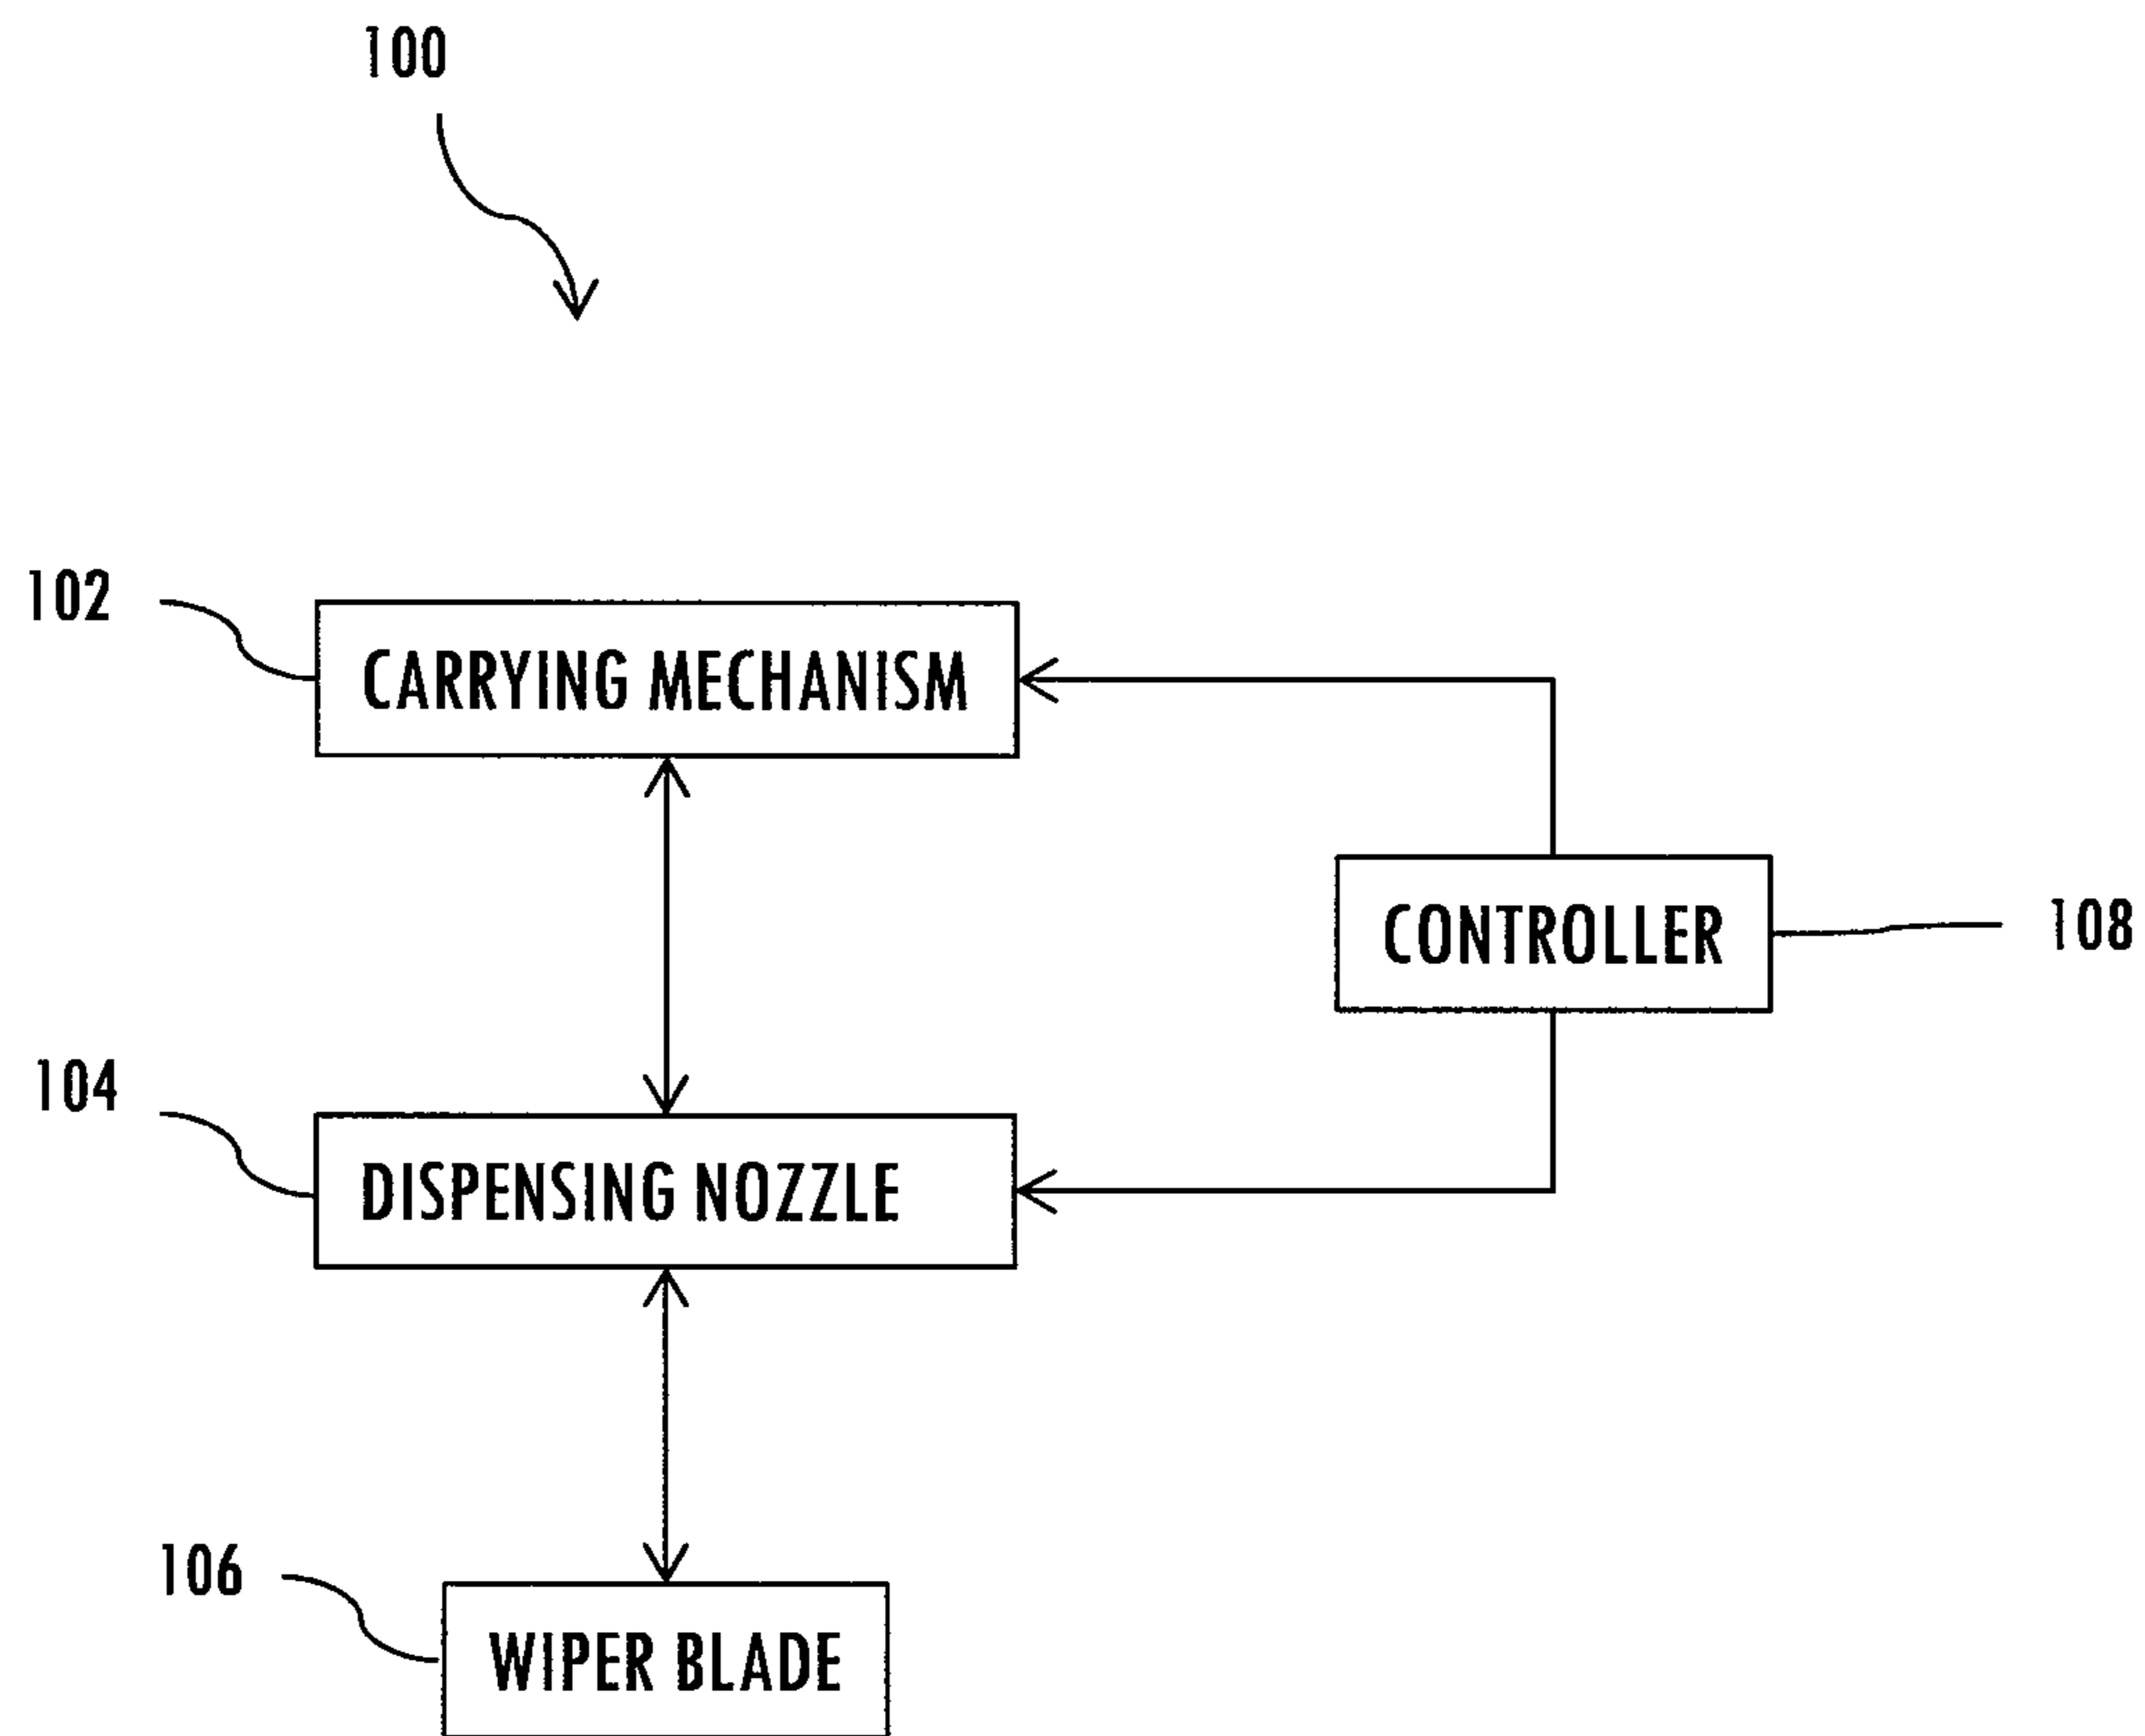 100
102
CARRYING MECHANISM
CONTROLLER
108
104
DISPENSING NOZZLE
106
WIPER BLADE